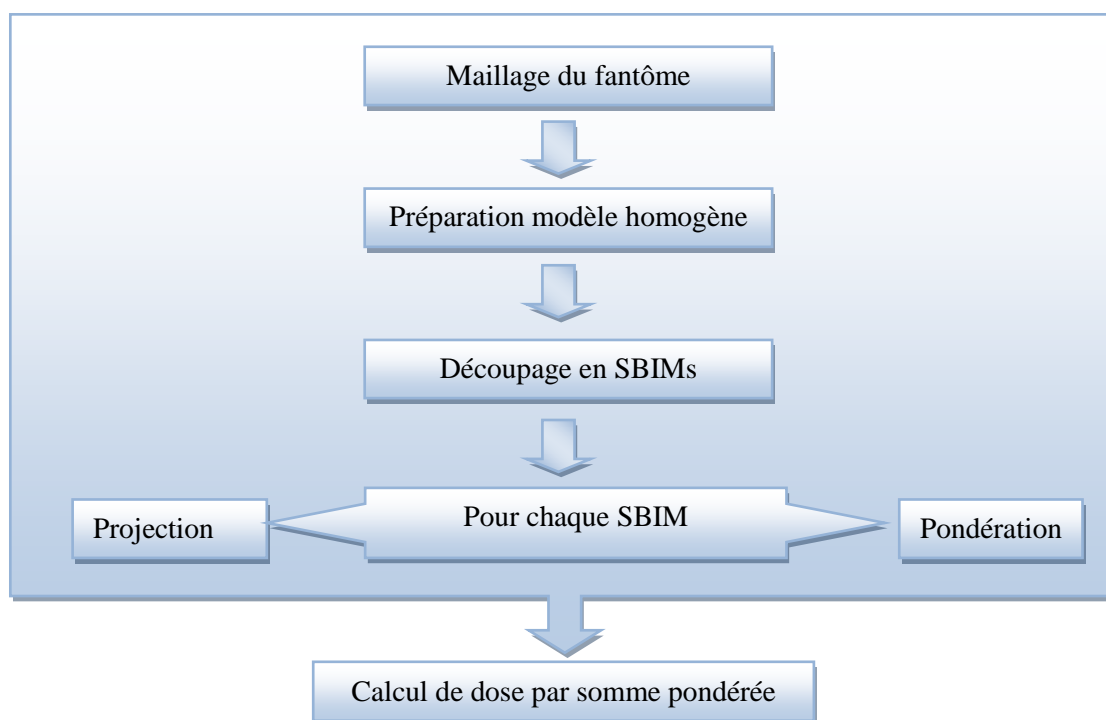 Maillage du fantôme
Préparation modèle homogène
Découpage en SBIMs
Projection
Pour chaque SBIM
Pondération
Calcul de dose par somme pondérée